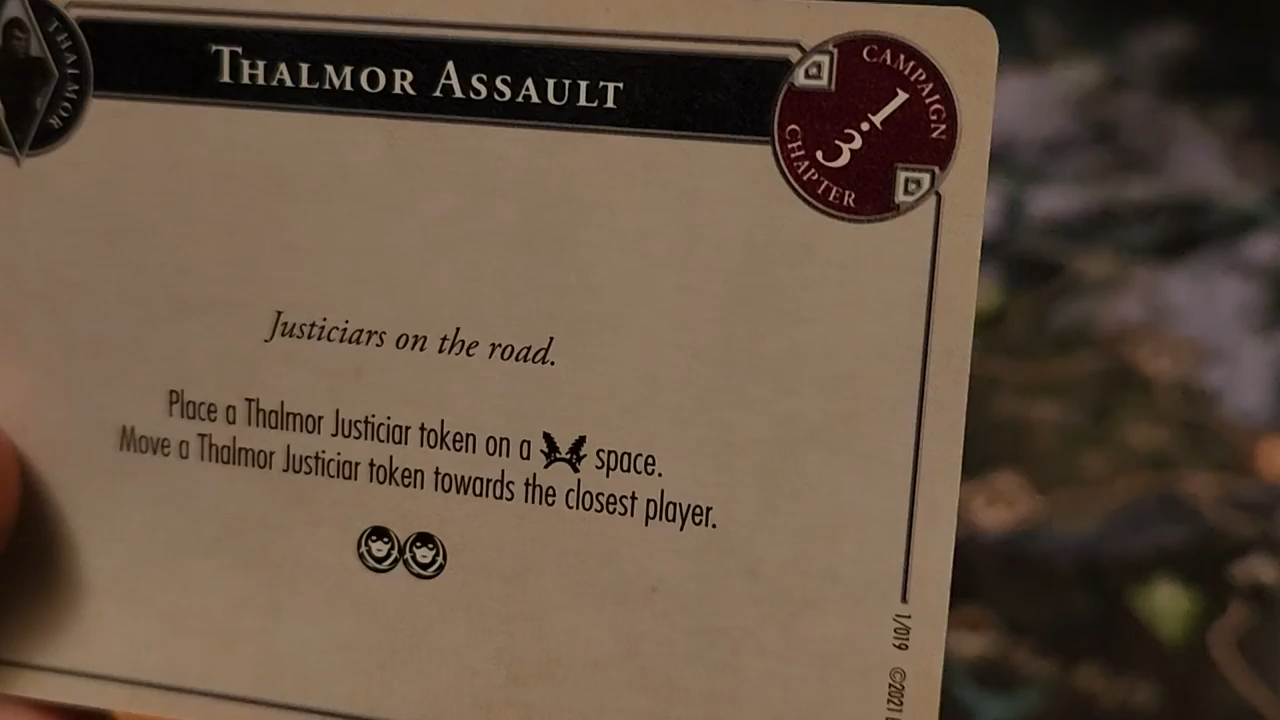 THALMOR
THALMOR ASSAULT
CAMPAIGN
1.3
CHAPTER
Justiciars on the road.
Place a Thalmor Justiciar token on a space.
Move a Thalmor Justiciar token towards the closest player.
1/019 ©2021